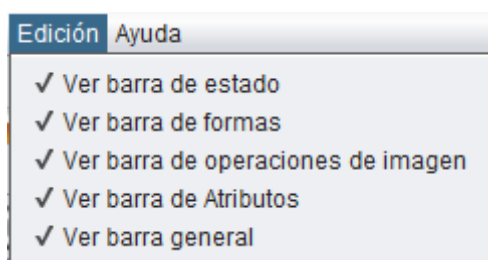 Edición Ayuda
✓ Ver barra de estado
✓ Ver barra de formas
✓ Ver barra de operaciones de imagen
✓ Ver barra de Atributos
✓ Ver barra general